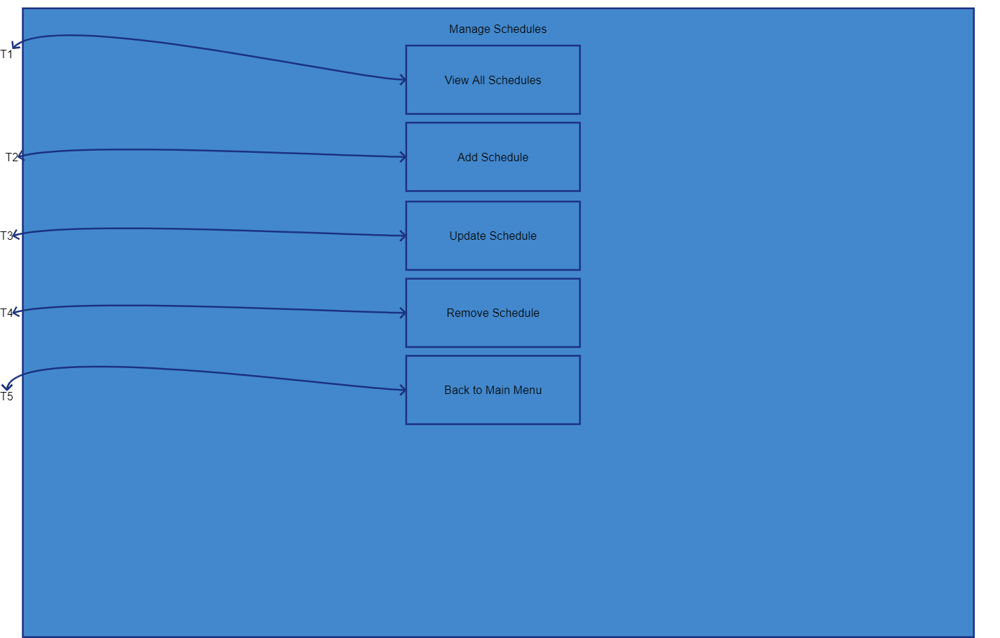 Manage Schedules
T1
View All Schedules
T2
Add Schedule
T3
Update Schedule
T4
Remove Schedule
T5
Back to Main Menu